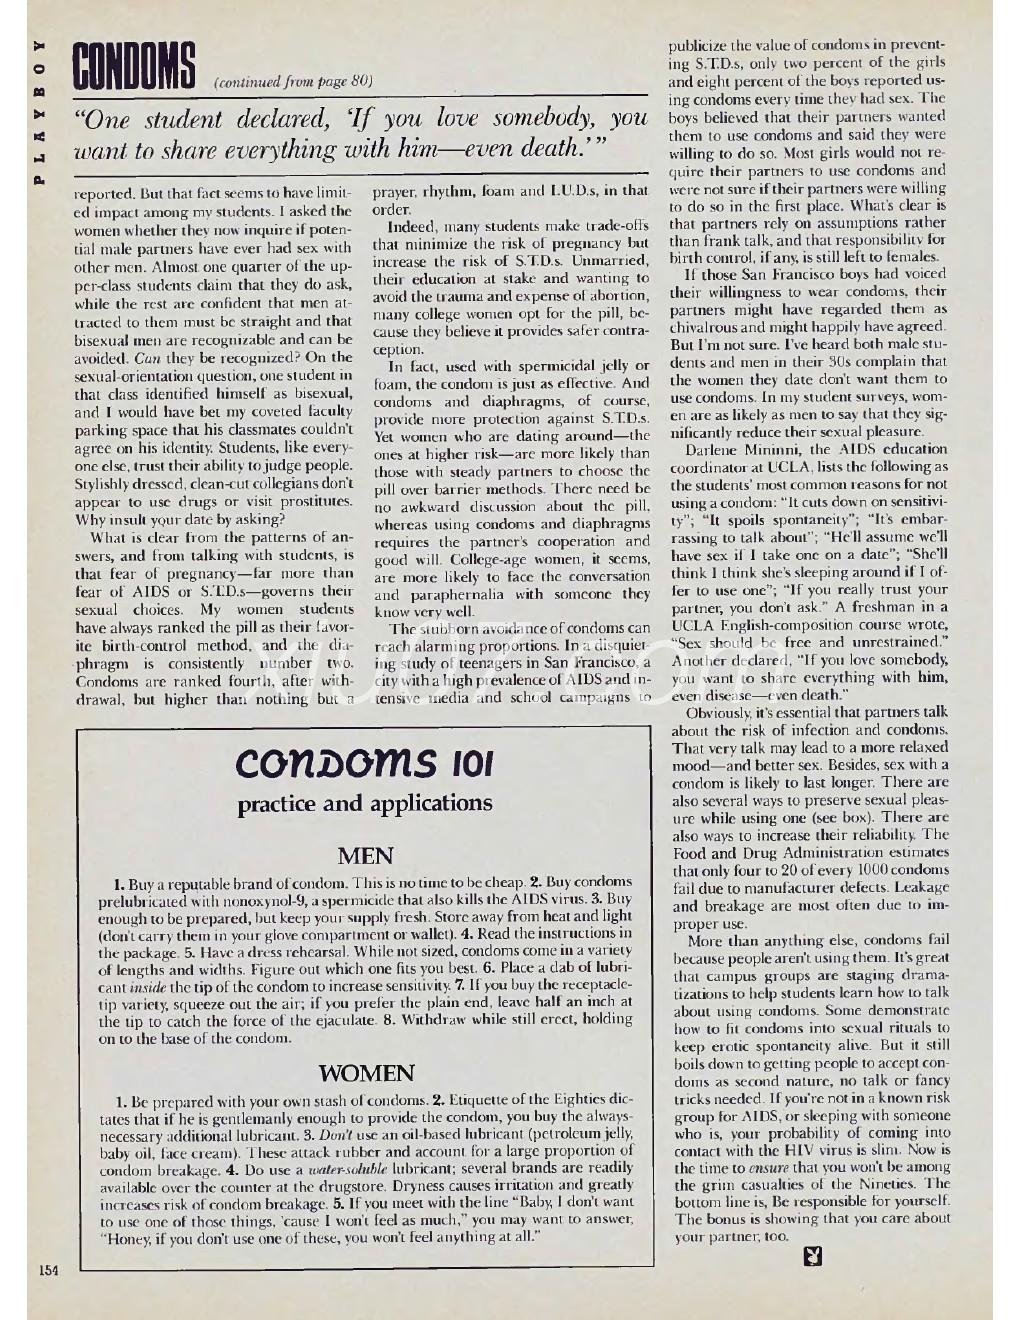 PLAYBOY
CONDOMS (continued from page 80)
“One student declared, ‘If you love somebody, you
want to share everything with him—even death.’”
reported. But that fact seems to have limit-
ed impact among my students. I asked the
women whether they now inquire if poten-
tial male partners have ever had sex with
other men. Almost one quarter of the up-
per-class students claim that they do ask,
while the rest are confident that men at-
tracted to them must be straight and that
bisexual men are recognizable and can be
avoided. Can they be recognized? On the
sexual-orientation question, one student in
that class identified himself as bisexual,
and I would have bet my coveted faculty
parking space that his classmates couldn't
agree on his identity. Students, like every-
one else, trust their ability to judge people.
Stylishly dressed, clean-cut collegians don't
appear to use drugs or visit prostitutes.
Why insult your date by asking?
What is clear from the patterns of an-
swers, and from talking with students, is
that fear of pregnancy—far more than
fear of AIDS or S.T.D.s—governs their
sexual choices. My women students
have always ranked the pill as their favor-
ite birth-control method, and the dia-
phragm is consistently number two.
Condoms are ranked fourth, after with-
drawal, but higher than nothing but a
prayer, rhythm, foam and I.U.D.s, in that
order.
Indeed, many students make trade-offs
that minimize the risk of pregnancy but
increase the risk of S.T.D.s. Unmarried,
their education at stake and wanting to
avoid the trauma and expense of abortion,
many college women opt for the pill, be-
cause they believe it provides safer contra-
ception.
In fact, used with spermicidal jelly or
foam, the condom is just as effective. And
condoms and diaphragms, of course,
provide more protection against S.T.D.s.
Yet women who are dating around—the
ones at higher risk—are more likely than
those with steady partners to choose the
pill over barrier methods. There need be
no awkward discussion about the pill,
whereas using condoms and diaphragms
requires the partner's cooperation and
good will. College-age women, it seems,
are more likely to face the conversation
and paraphernalia with someone they
know very well.
The stubborn avoidance of condoms can
reach alarming proportions. In a disquiet-
ing study of teenagers in San Francisco, a
city with a high prevalence of AIDS and in-
tensive media and school campaigns to
publicize the value of condoms in prevent-
ing S.T.D.s, only two percent of the girls
and eight percent of the boys reported us-
ing condoms every time they had sex. The
boys believed that their partners wanted
them to use condoms and said they were
willing to do so. Most girls would not re-
quire their partners to use condoms and
were not sure if their partners were willing
to do so in the first place. What's clear is
that partners rely on assumptions rather
than frank talk, and that responsibility for
birth control, if any, is still left to females.
If those San Francisco boys had voiced
their willingness to wear condoms, their
partners might have regarded them as
chivalrous and might happily have agreed.
But I'm not sure. I've heard both male stu-
dents and men in their 30s complain that
the women they date don't want them to
use condoms. In my student surveys, wom-
en are as likely as men to say that they sig-
nificantly reduce their sexual pleasure.
Darlene Mininni, the AIDS education
coordinator at UCLA, lists the following as
the students' most common reasons for not
using a condom: “It cuts down on sensitivi-
ty”; “It spoils spontaneity”; “It's embar-
rassing to talk about”; “He'll assume we'll
have sex if I take one on a date”; “She'll
think I think she's sleeping around if I of-
fer to use one”; “If you really trust your
partner, you don't ask.” A freshman in a
UCLA English-composition course wrote,
“Sex should be free and unrestrained.”
Another declared, “If you love somebody,
you want to share everything with him,
even disease—even death.”
Obviously, it's essential that partners talk
about the risk of infection and condoms.
That very talk may lead to a more relaxed
mood—and better sex. Besides, sex with a
condom is likely to last longer. There are
also several ways to preserve sexual pleas-
ure while using one (see box). There are
also ways to increase their reliability. The
Food and Drug Administration estimates
that only four to 20 of every 1000 condoms
fail due to manufacturer defects. Leakage
and breakage are most often due to im-
proper use.
More than anything else, condoms fail
because people aren't using them. It's great
that campus groups are staging drama-
tizations to help students learn how to talk
about using condoms. Some demonstrate
how to fit condoms into sexual rituals to
keep erotic spontaneity alive. But it still
boils down to getting people to accept con-
doms as second nature, no talk or fancy
tricks needed. If you're not in a known risk
group for AIDS, or sleeping with someone
who is, your probability of coming into
contact with the HIV virus is slim. Now is
the time to ensure that you won't be among
the grim casualties of the Nineties. The
bottom line is, Be responsible for yourself.
The bonus is showing that you care about
your partner, too.
CONDOMS 101
practice and applications
MEN
1. Buy a reputable brand of condom. This is no time to be cheap. 2. Buy condoms
prelubricated with nonoxynol-9, a spermicide that also kills the AIDS virus. 3. Buy
enough to be prepared, but keep your supply fresh. Store away from heat and light
(don't carry them in your glove compartment or wallet). 4. Read the instructions in
the package. 5. Have a dress rehearsal. While not sized, condoms come in a variety
of lengths and widths. Figure out which one fits you best. 6. Place a dab of lubri-
cant inside the tip of the condom to increase sensitivity. 7. If you buy the receptacle-
tip variety, squeeze out the air; if you prefer the plain end, leave half an inch at
the tip to catch the force of the ejaculate. 8. Withdraw while still erect, holding
on to the base of the condom.
WOMEN
1. Be prepared with your own stash of condoms. 2. Etiquette of the Eighties dic-
tates that if he is gentlemanly enough to provide the condom, you buy the always-
necessary additional lubricant. 3. Don't use an oil-based lubricant (petroleum jelly,
baby oil, face cream). These attack rubber and account for a large proportion of
condom breakage. 4. Do use a water-soluble lubricant; several brands are readily
available over the counter at the drugstore. Dryness causes irritation and greatly
increases risk of condom breakage. 5. If you meet with the line “Baby, I don't want
to use one of those things, 'cause I won't feel as much,” you may want to answer,
“Honey, if you don't use one of these, you won't feel anything at all.”
154